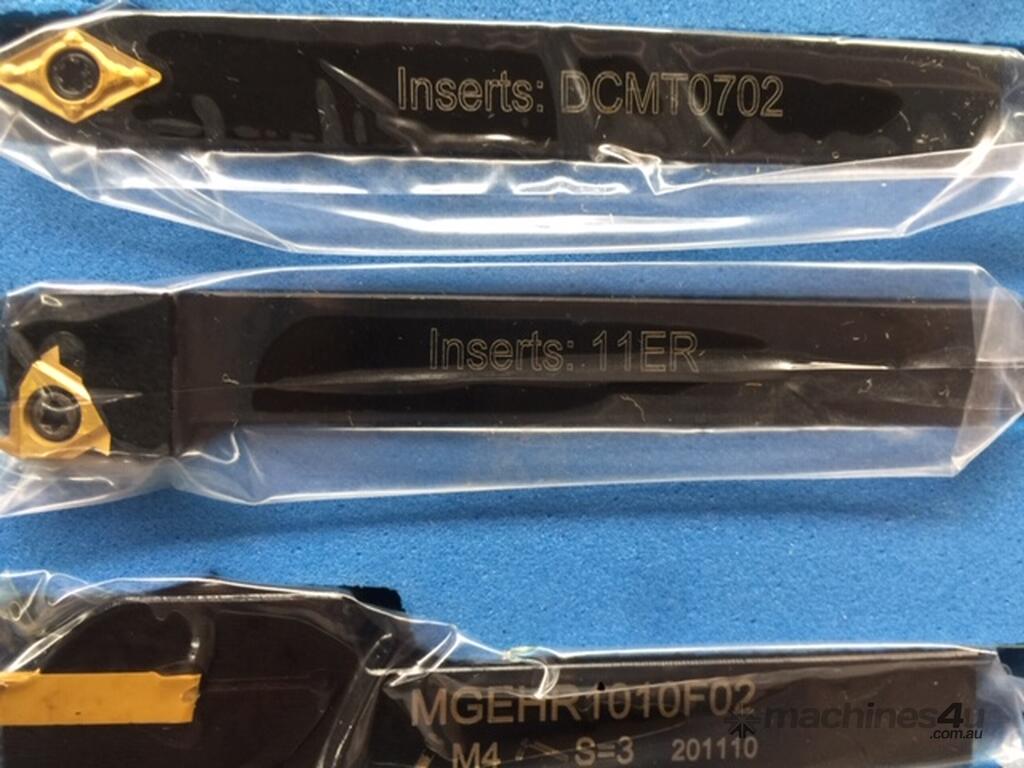 Inserts: DCMT0702
Inserts: 11ER
MGEHR1010F02
M4 S=3 201110
machines4u
.com.au